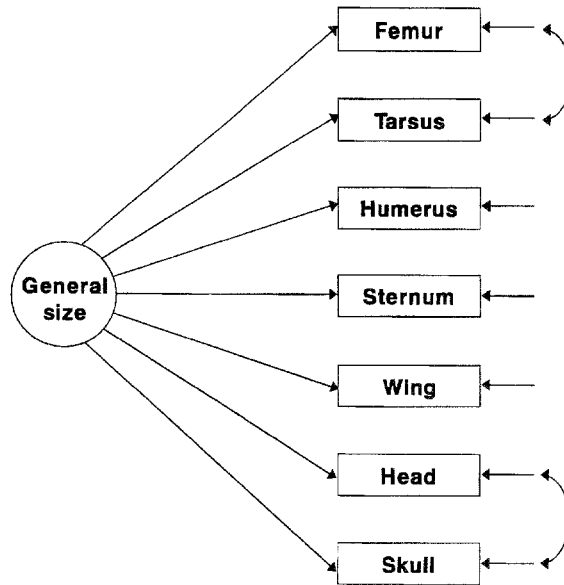 Femur
Tarsus
Humerus
General
size
Sternum
Wing
Head
Skull